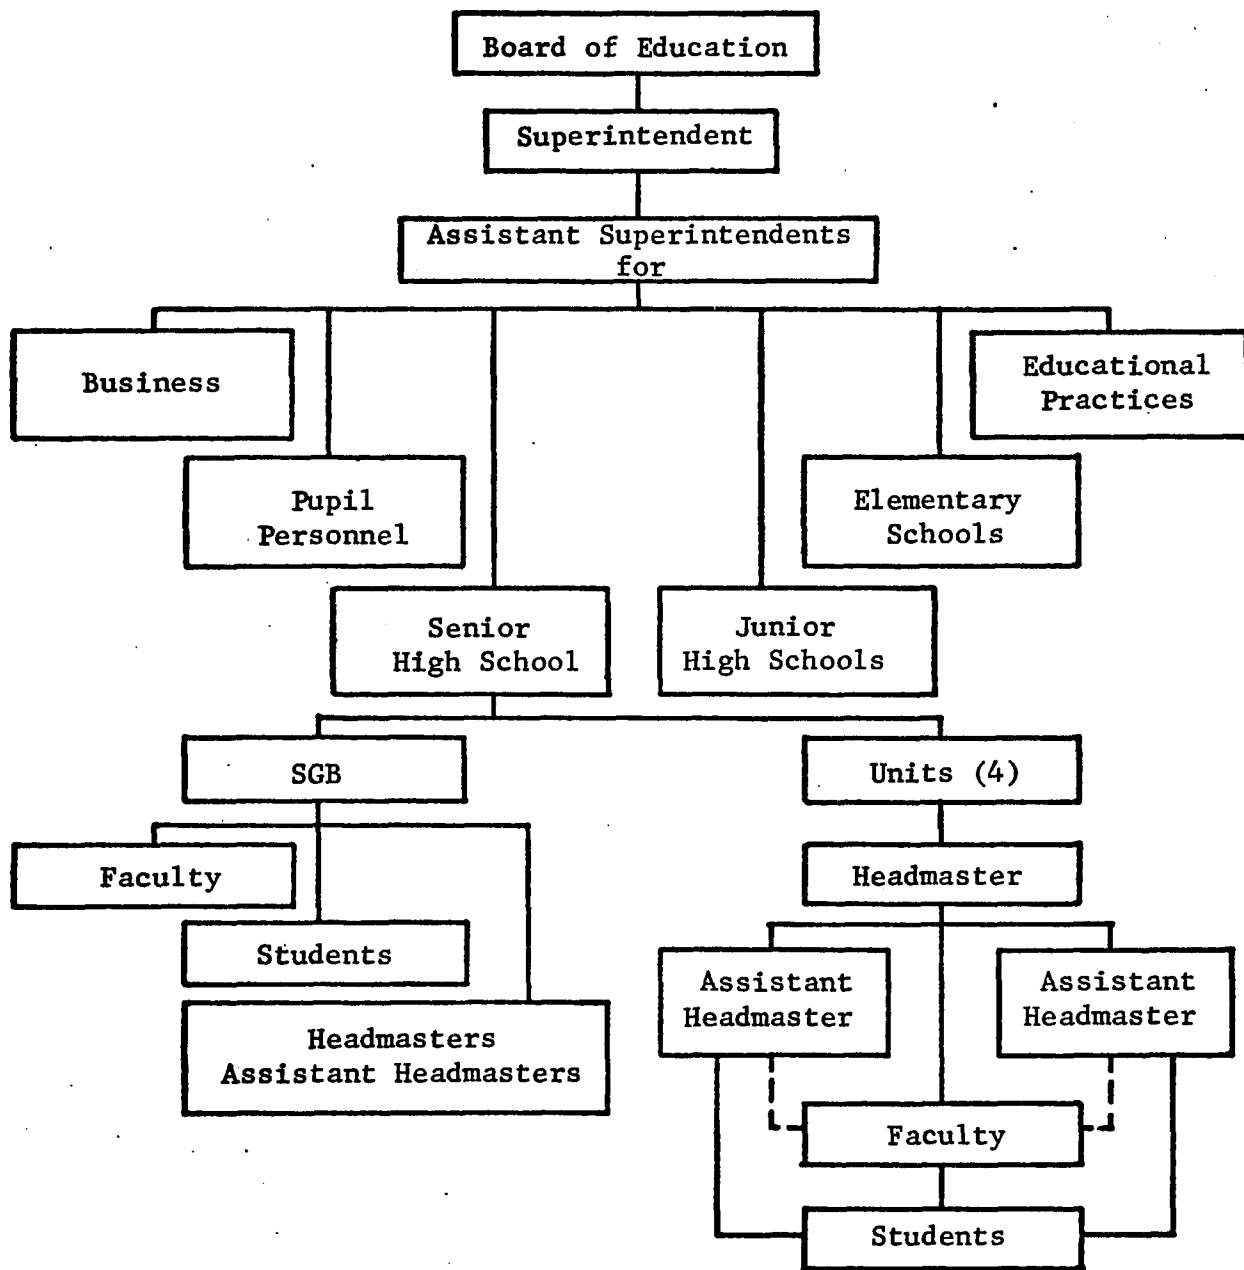 Board of Education
Superintendent
Assistant Superintendents
for
Business
Educational
Practices
Pupil
Personnel
Elementary
Schools
Senior
High School
Junior
High Schools
SGB
Units (4)
Faculty
Headmaster
Students
Assistant
Headmaster
Assistant
Headmaster
Headmasters
Assistant Headmasters
Faculty
Students